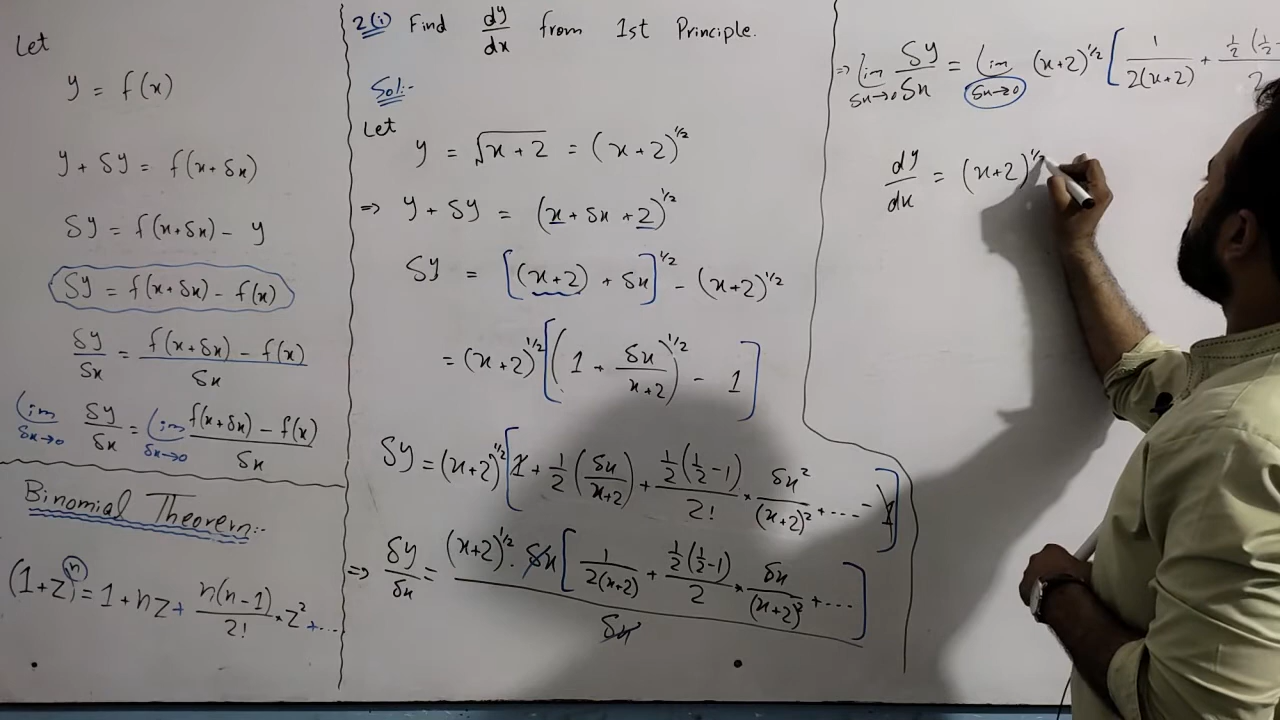 Let
y = f(x)
y + δy = f(x+δx)
δy = f(x+δx) - y
δy = f(x+δx) - f(x)
δy/δx = (f(x+δx) - f(x))/δx
lim δx→0 δy/δx = lim δx→0 (f(x+δx) - f(x))/δx
Binomial Theorem:-
(1+z)^n = 1 + nz + n(n-1)/2! × z² + ...
2(i) Find dy/dx from 1st Principle.
Sol:-
Let
y = √(x+2) = (x+2)^1/2
⇒ y + δy = (x + δx + 2)^1/2
δy = [(x+2) + δx]^1/2 - (x+2)^1/2
= (x+2)^1/2 [(1 + δx/(x+2))^1/2 - 1]
δy = (x+2)^1/2 [1 + 1/2 (δx/(x+2)) + 1/2(1/2-1)/2! × δx²/(x+2)² + .... - 1]
⇒ δy/δx = (x+2)^1/2 · δx [1/(2(x+2)) + 1/2(1/2-1)/2 × δx/(x+2)² + ....] / δx
⇒ lim δx→0 δy/δx = lim δx→0 (x+2)^1/2 [1/(2(x+2)) + 1/2(1/2 / 2
dy/dx = (x+2)^1/2